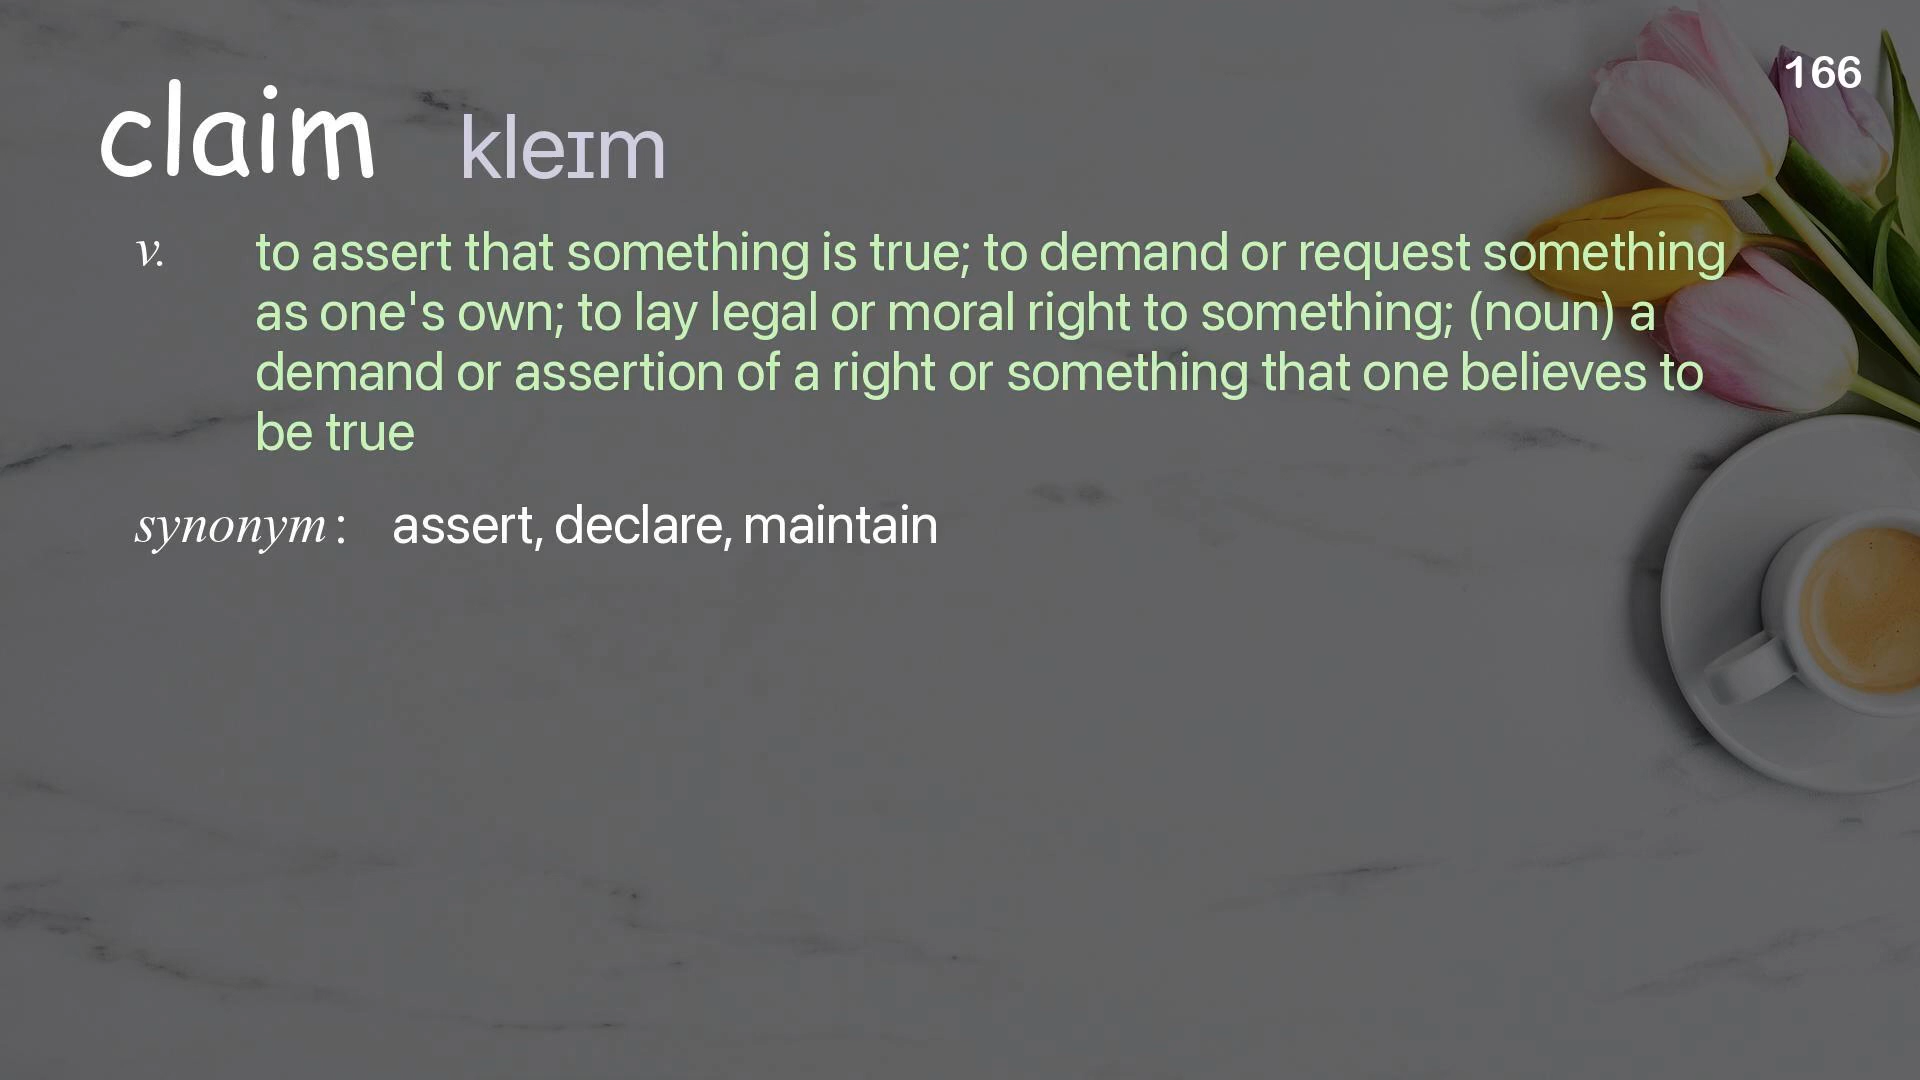 166
claim kleɪm
v. to assert that something is true; to demand or request something
as one's own; to lay legal or moral right to something; (noun) a
demand or assertion of a right or something that one believes to
be true
synonym: assert, declare, maintain